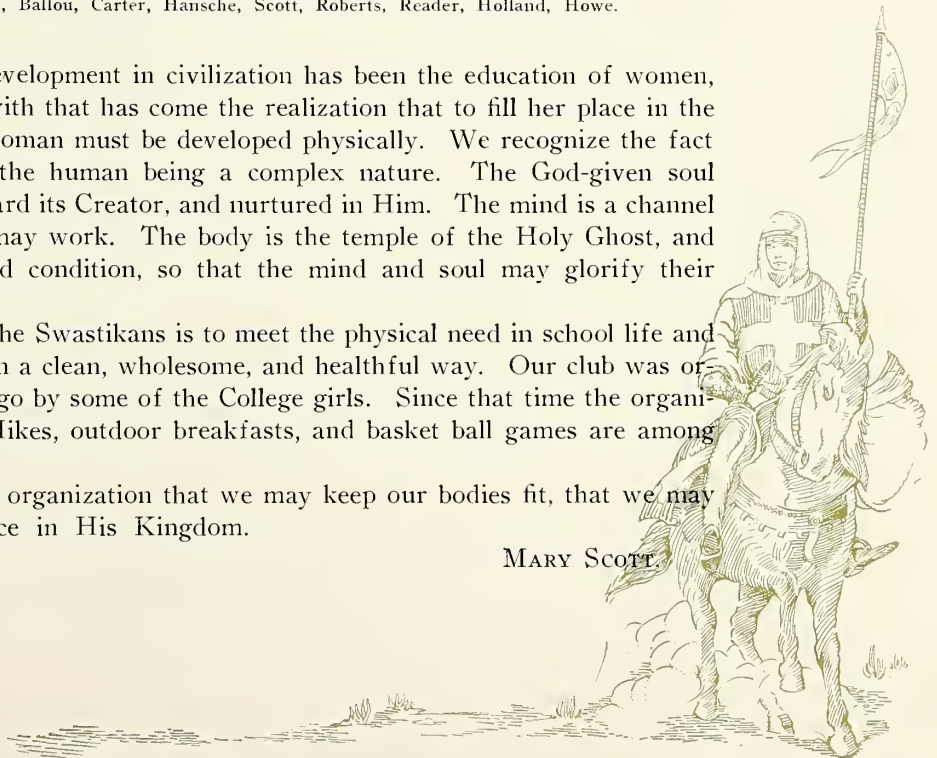 , Ballou, Carter, Hansche, Scott, Roberts, Reader, Holland, Howe.
evelopment in civilization has been the education of women,
vith that has come the realization that to fill her place in the
oman must be developed physically. We recognize the fact
the human being a complex nature. The God-given soul
ard its Creator, and nurtured in Him. The mind is a channel
may work. The body is the temple of the Holy Ghost, and
d condition, so that the mind and soul may glorify their
he Swastikans is to meet the physical need in school life and
n a clean, wholesome, and healthful way. Our club was or-
go by some of the College girls. Since that time the organi-
Hikes, outdoor breakfasts, and basket ball games are among
organization that we may keep our bodies fit, that we may
ce in His Kingdom.
MARY SCOTT.